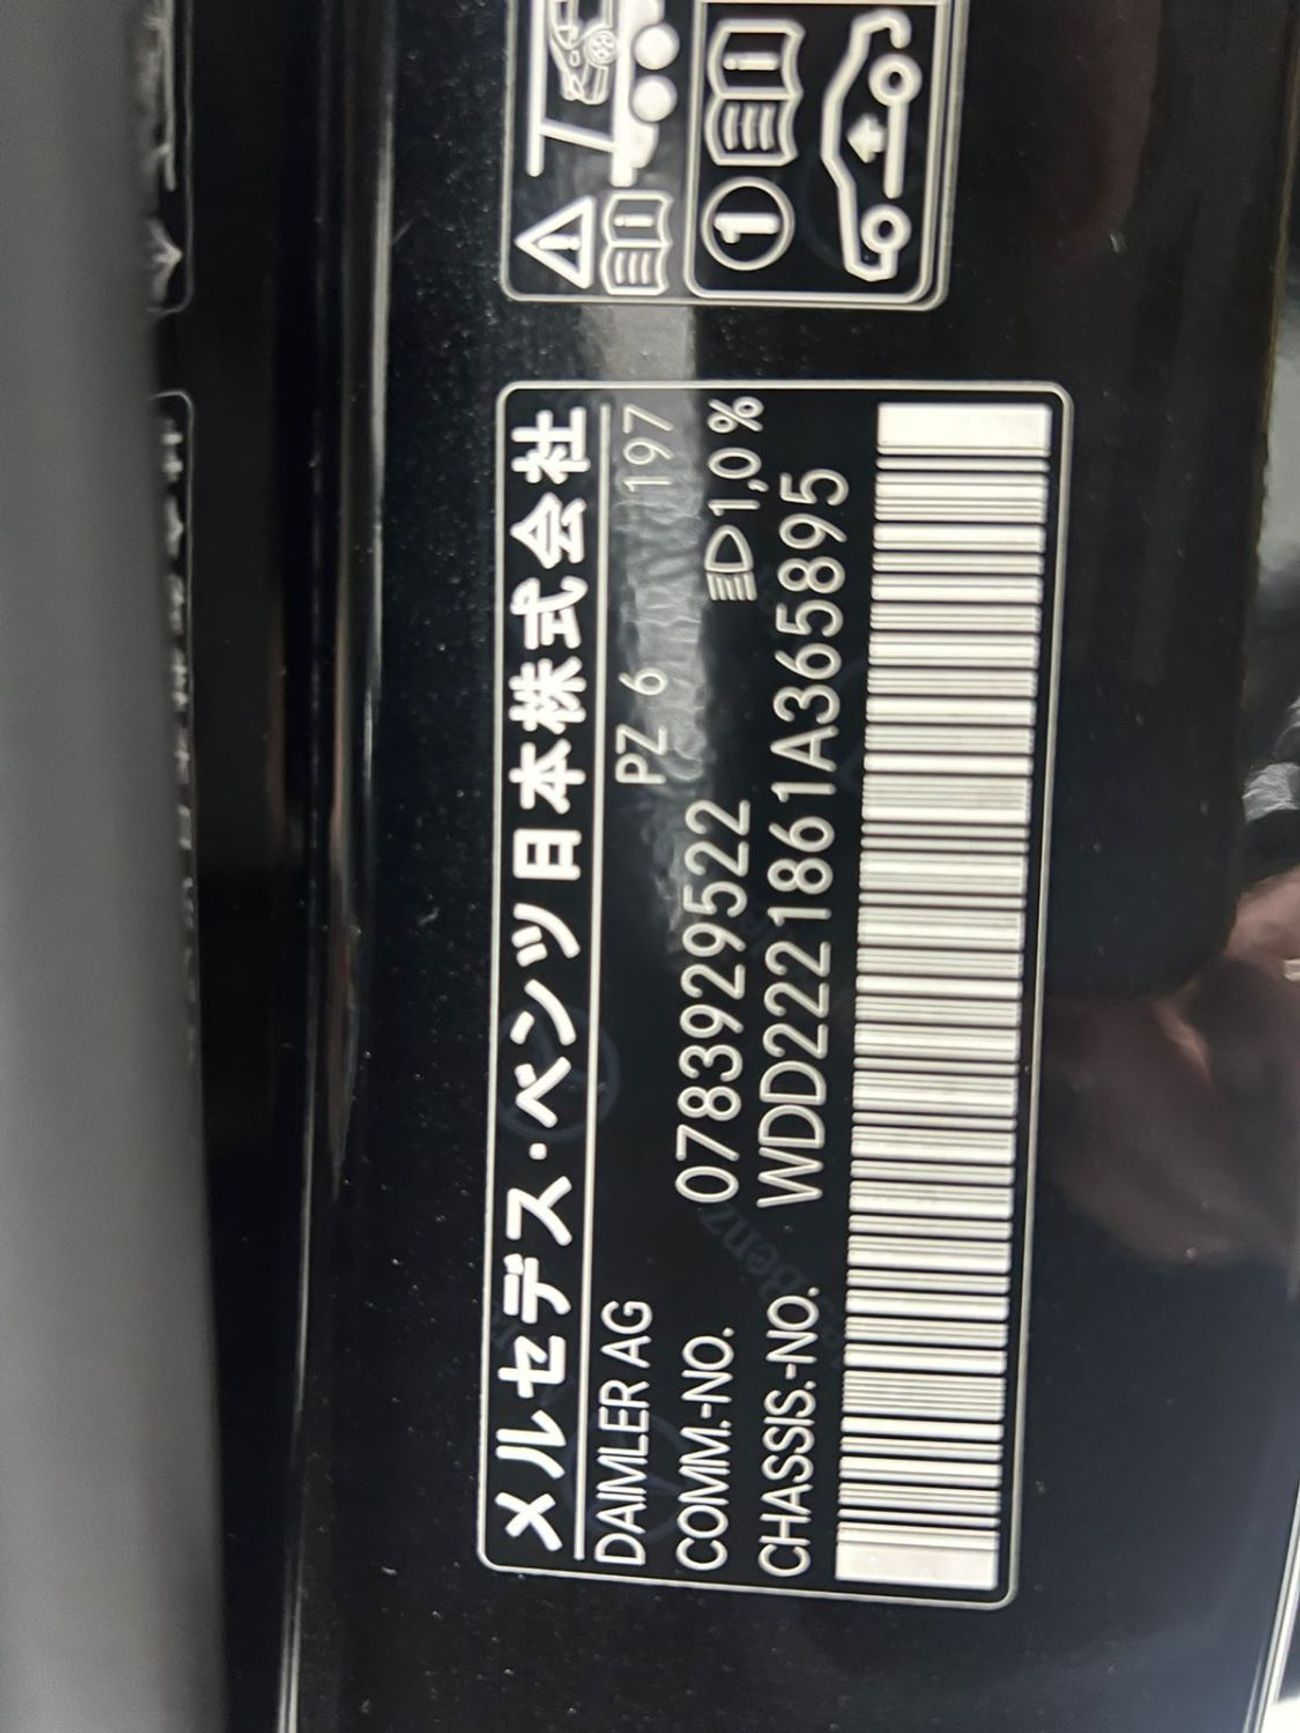 メルセデス・ベンツ日本株式会社
DAIMLER AG PZ 6 197
COMM.-NO. 0783929522 1,0 %
CHASSIS.-NO. WDD2221861A365895
1